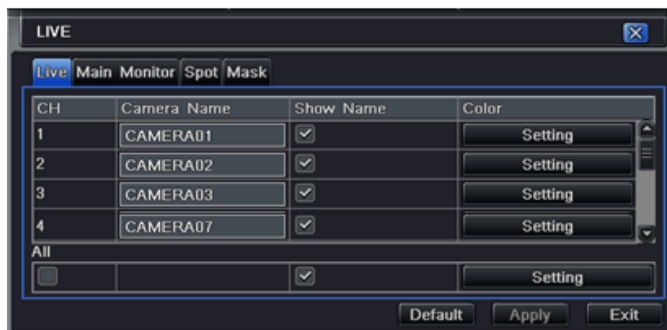 LIVE
Live Main Monitor Spot Mask
CH Camera Name Show Name Color
1 CAMERA01 Setting
2 CAMERA02 Setting
3 CAMERA03 Setting
4 CAMERA07 Setting
All
Setting
Default Apply Exit